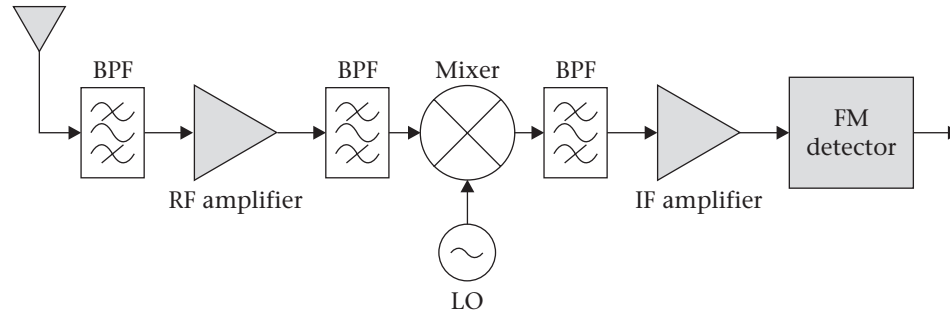 BPF
BPF
Mixer
BPF
FM
detector
RF amplifier
IF amplifier
LO